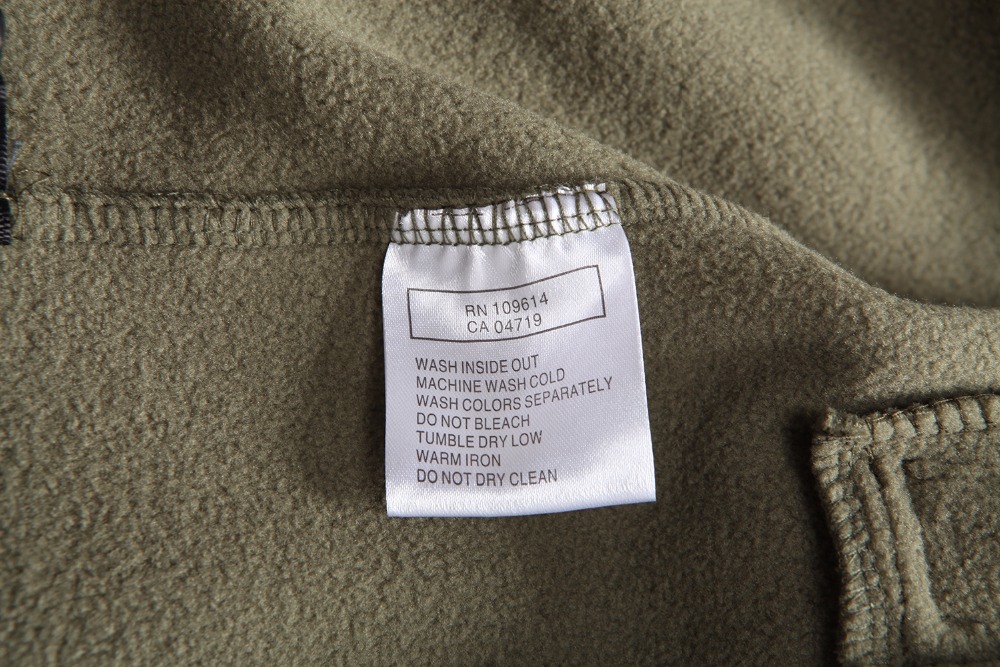 RN 109614
CA 04719
WASH INSIDE OUT
MACHINE WASH COLD
WASH COLORS SEPARATELY
DO NOT BLEACH
TUMBLE DRY LOW
WARM IRON
DO NOT DRY CLEAN